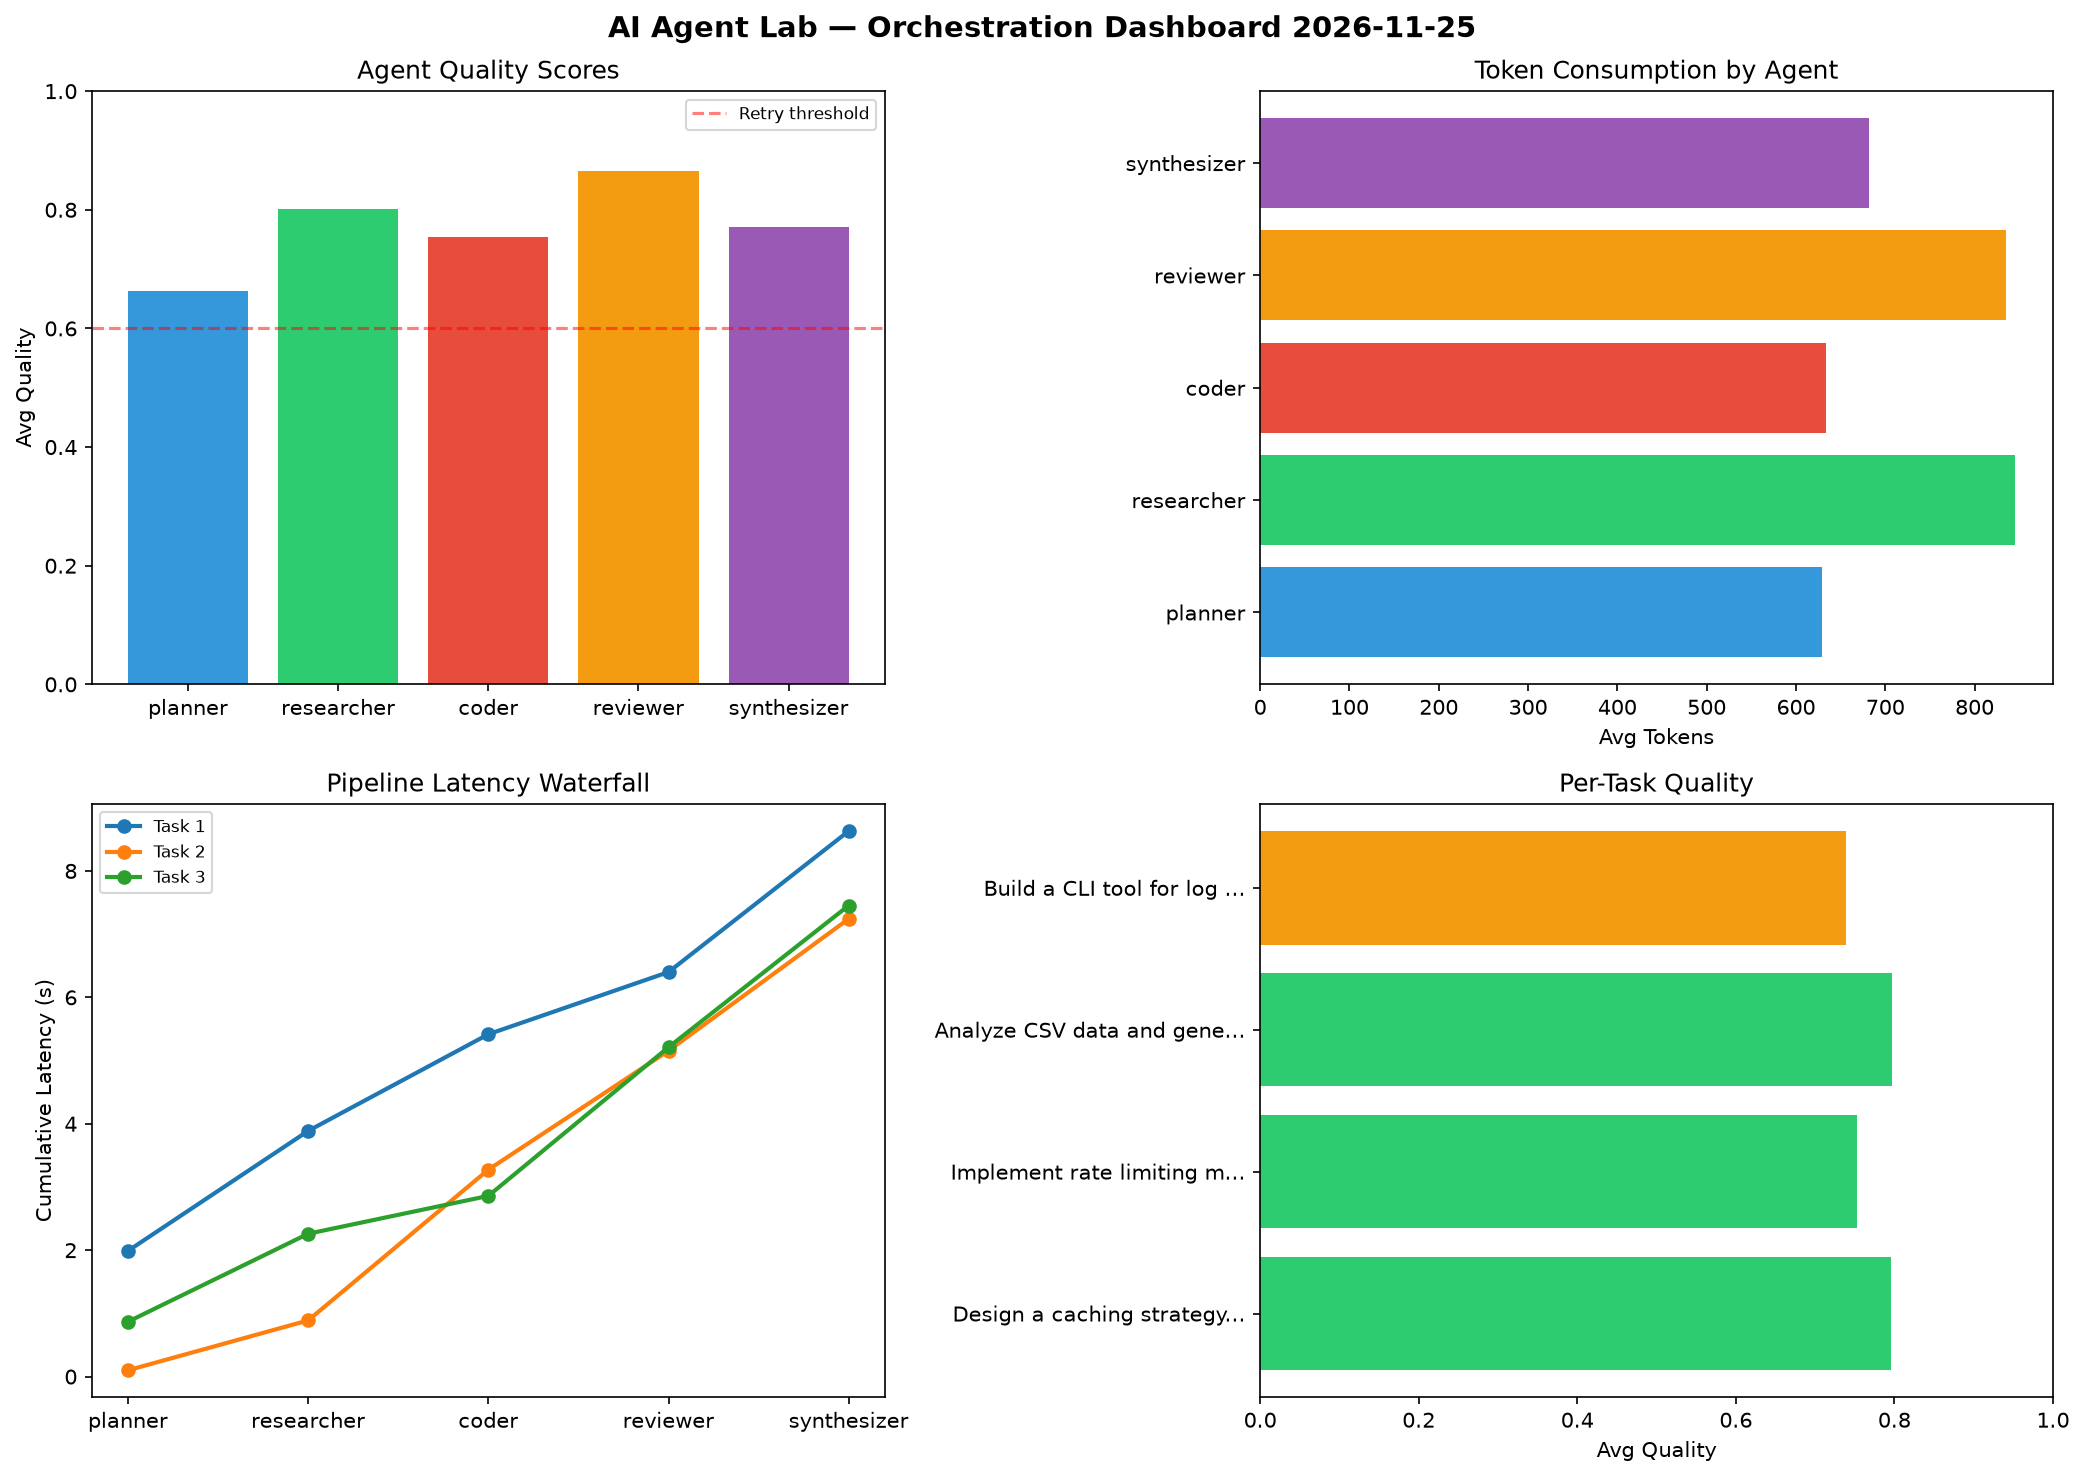 AI Agent Lab — Orchestration Dashboard 2026-11-25
Agent Quality Scores
Avg Quality
1.0
0.8
0.6
0.4
0.2
0.0
Retry threshold
planner researcher coder reviewer synthesizer
Token Consumption by Agent
synthesizer
reviewer
coder
researcher
planner
0 100 200 300 400 500 600 700 800
Avg Tokens
Pipeline Latency Waterfall
Cumulative Latency (s)
Task 1
Task 2
Task 3
8
6
4
2
0
planner researcher coder reviewer synthesizer
Per-Task Quality
Build a CLI tool for log ...
Analyze CSV data and gene...
Implement rate limiting m...
Design a caching strategy...
0.0 0.2 0.4 0.6 0.8 1.0
Avg Quality